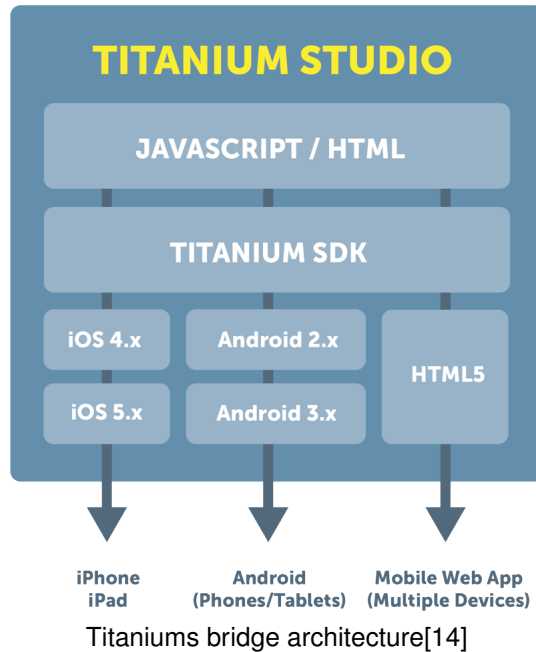 TITANIUM STUDIO
JAVASCRIPT / HTML
TITANIUM SDK
iOS 4.x
Android 2.x
HTML5
iOS 5.x
Android 3.x
iPhone
iPad
Android
(Phones/Tablets)
Mobile Web App
(Multiple Devices)
Titaniums bridge architecture[14]